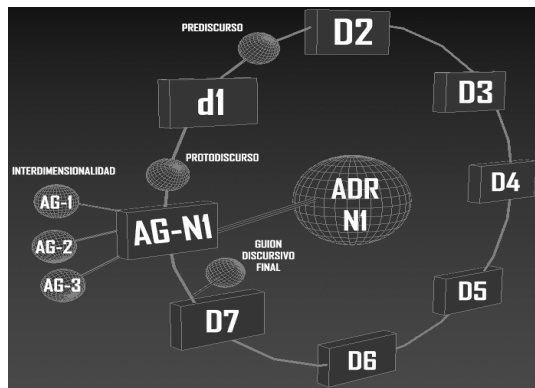 PREDISCURSO
D2
d1
D3
PROTODISCURSO
INTERDIMENSIONALIDAD
AG-1
ADR
N1
D4
AG-N1
AG-2
GUION
DISCURSIVO
FINAL
AG-3
D5
D7
D6